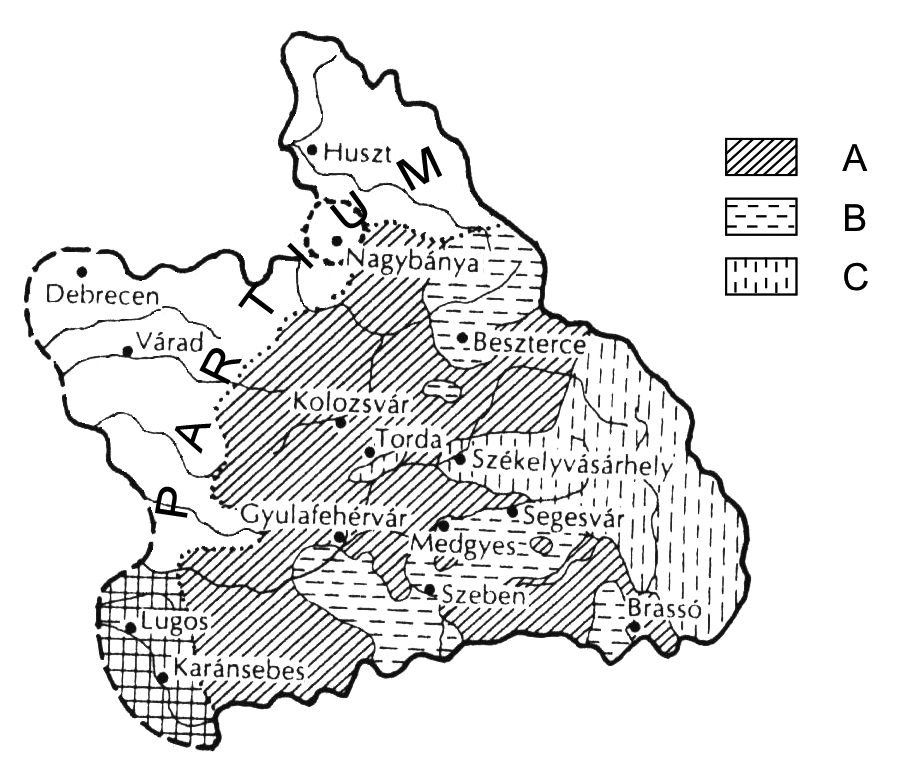 Huszt
Nagybánya
Debrecen
Várad
Beszterce
Kolozsvár
Torda
Székelyvásárhely
Gyulafehérvár
Segesvár
Medgyes
Szeben
Brassó
Lugos
Karánsebes
PARTIUM
A
B
C